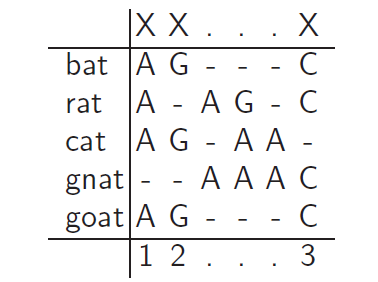 X X . . . X
bat A G - - - C
rat A - A G - C
cat A G - A A -
gnat - - A A A C
goat A G - - - C
1 2 . . . 3